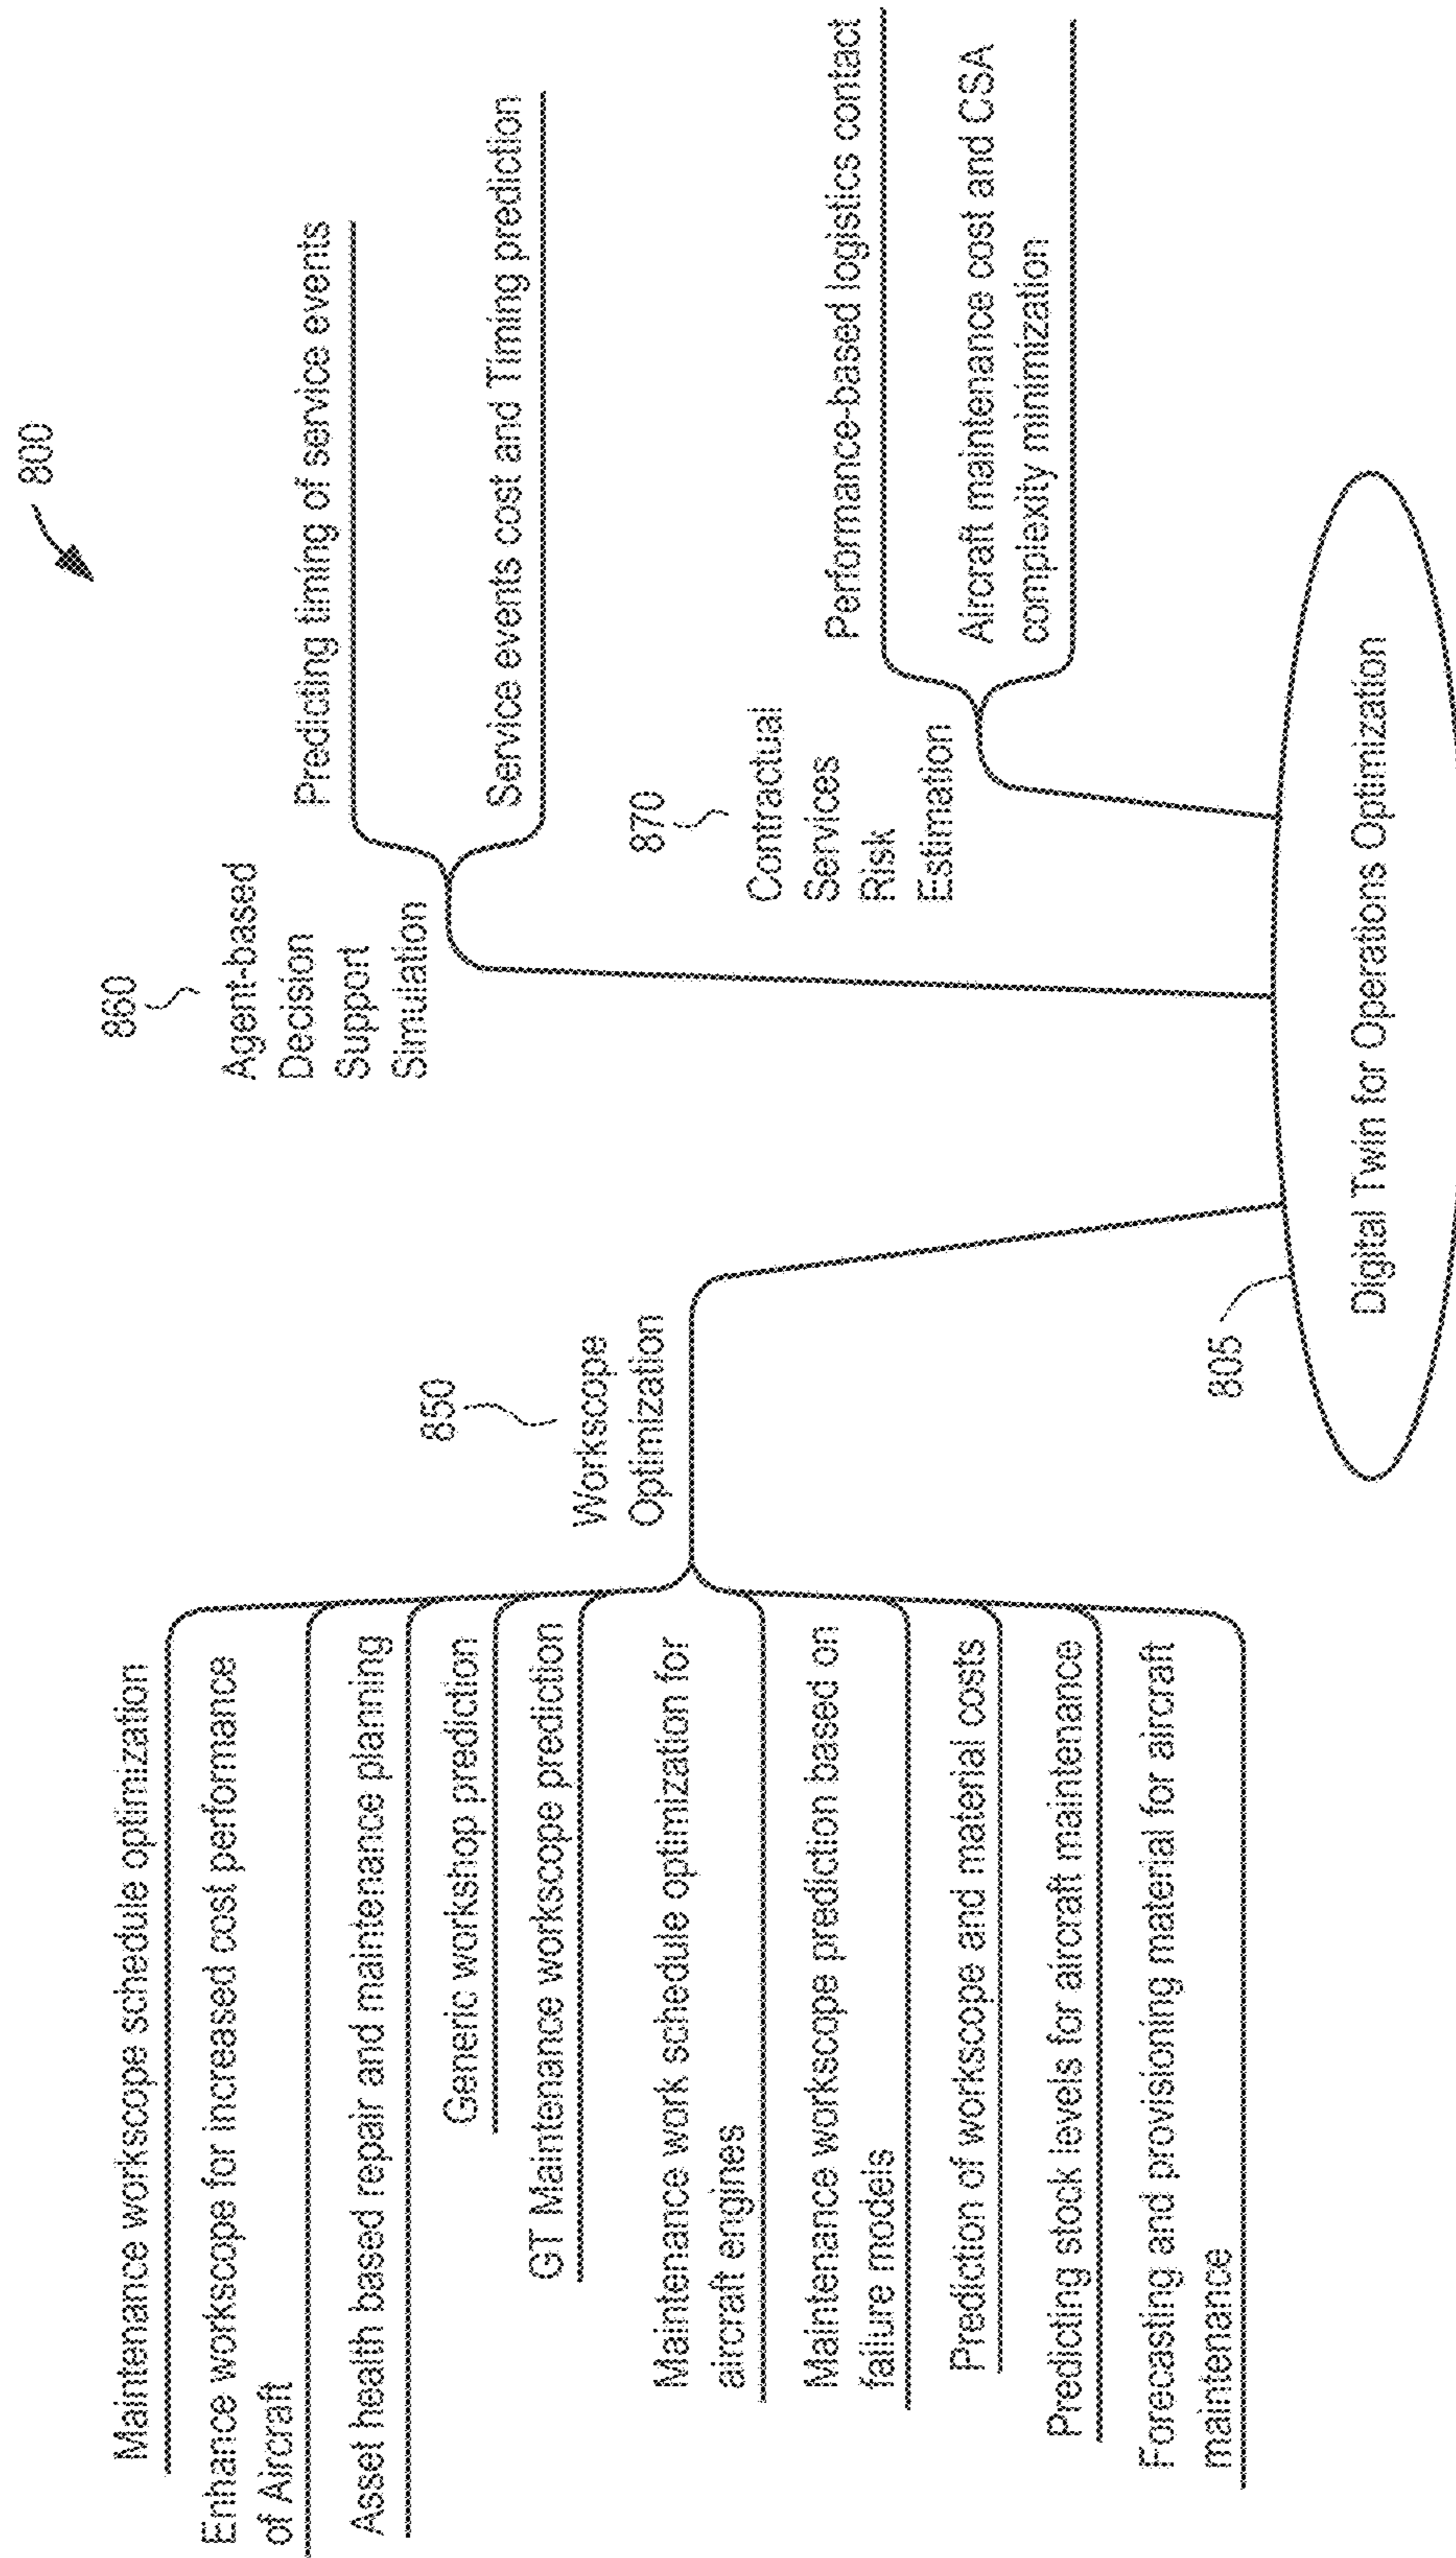 800
Maintenance workscope schedule optimization
Enhance workscope for increased cost performance
of Aircraft
Asset health based repair and maintenance planning
Generic workshop prediction
GT Maintenance workscope prediction
Maintenance work schedule optimization for
aircraft engines
Maintenance workscope prediction based on
failure models
Prediction of workscope and material costs
Predicting stock levels for aircraft maintenance
Forecasting and provisioning material for aircraft
maintenance
850
Workscope
Optimization
860
Agent-based
Decision
Support
Simulation
Predicting timing of service events
Service events cost and Timing prediction
870
Contractual
Services
Risk
Estimation
Performance-based logistics contact
Aircraft maintenance cost and CSA
complexity minimization
805
Digital Twin for Operations Optimization